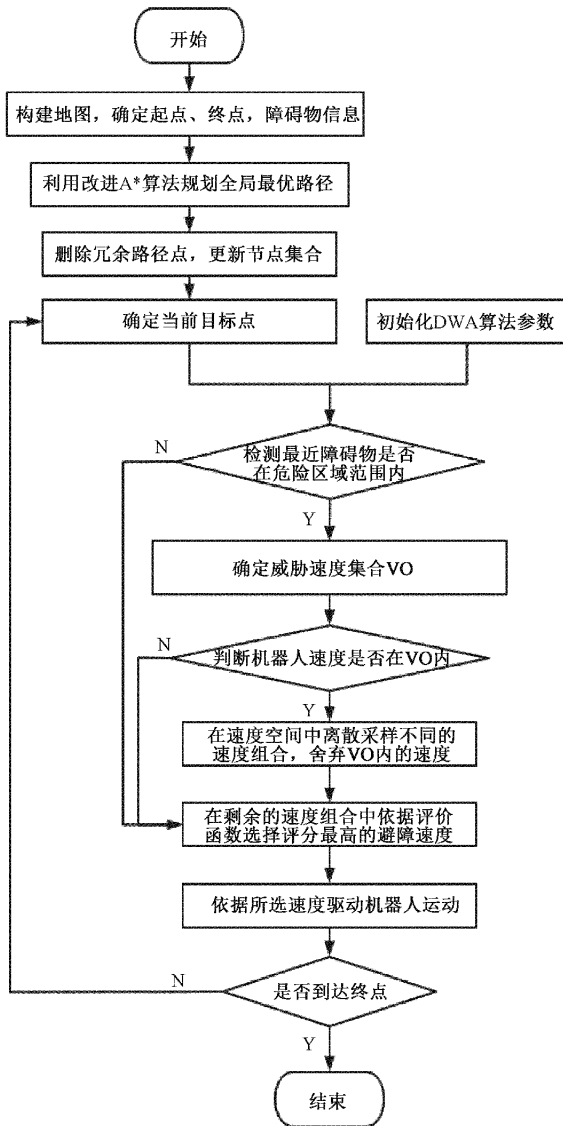 开始
构建地图，确定起点、终点，障碍物信息
利用改进A*算法规划全局最优路径
删除冗余路径点，更新节点集合
确定当前目标点
初始化DWA算法参数
N
检测最近障碍物是否
在危险区域范围内
Y
确定威胁速度集合VO
N
判断机器人速度是否在VO内
Y
在速度空间中离散采样不同的
速度组合，舍弃VO内的速度
在剩余的速度组合中依据评价
函数选择评分最高的避障速度
依据所选速度驱动机器人运动
N
是否到达终点
Y
结束